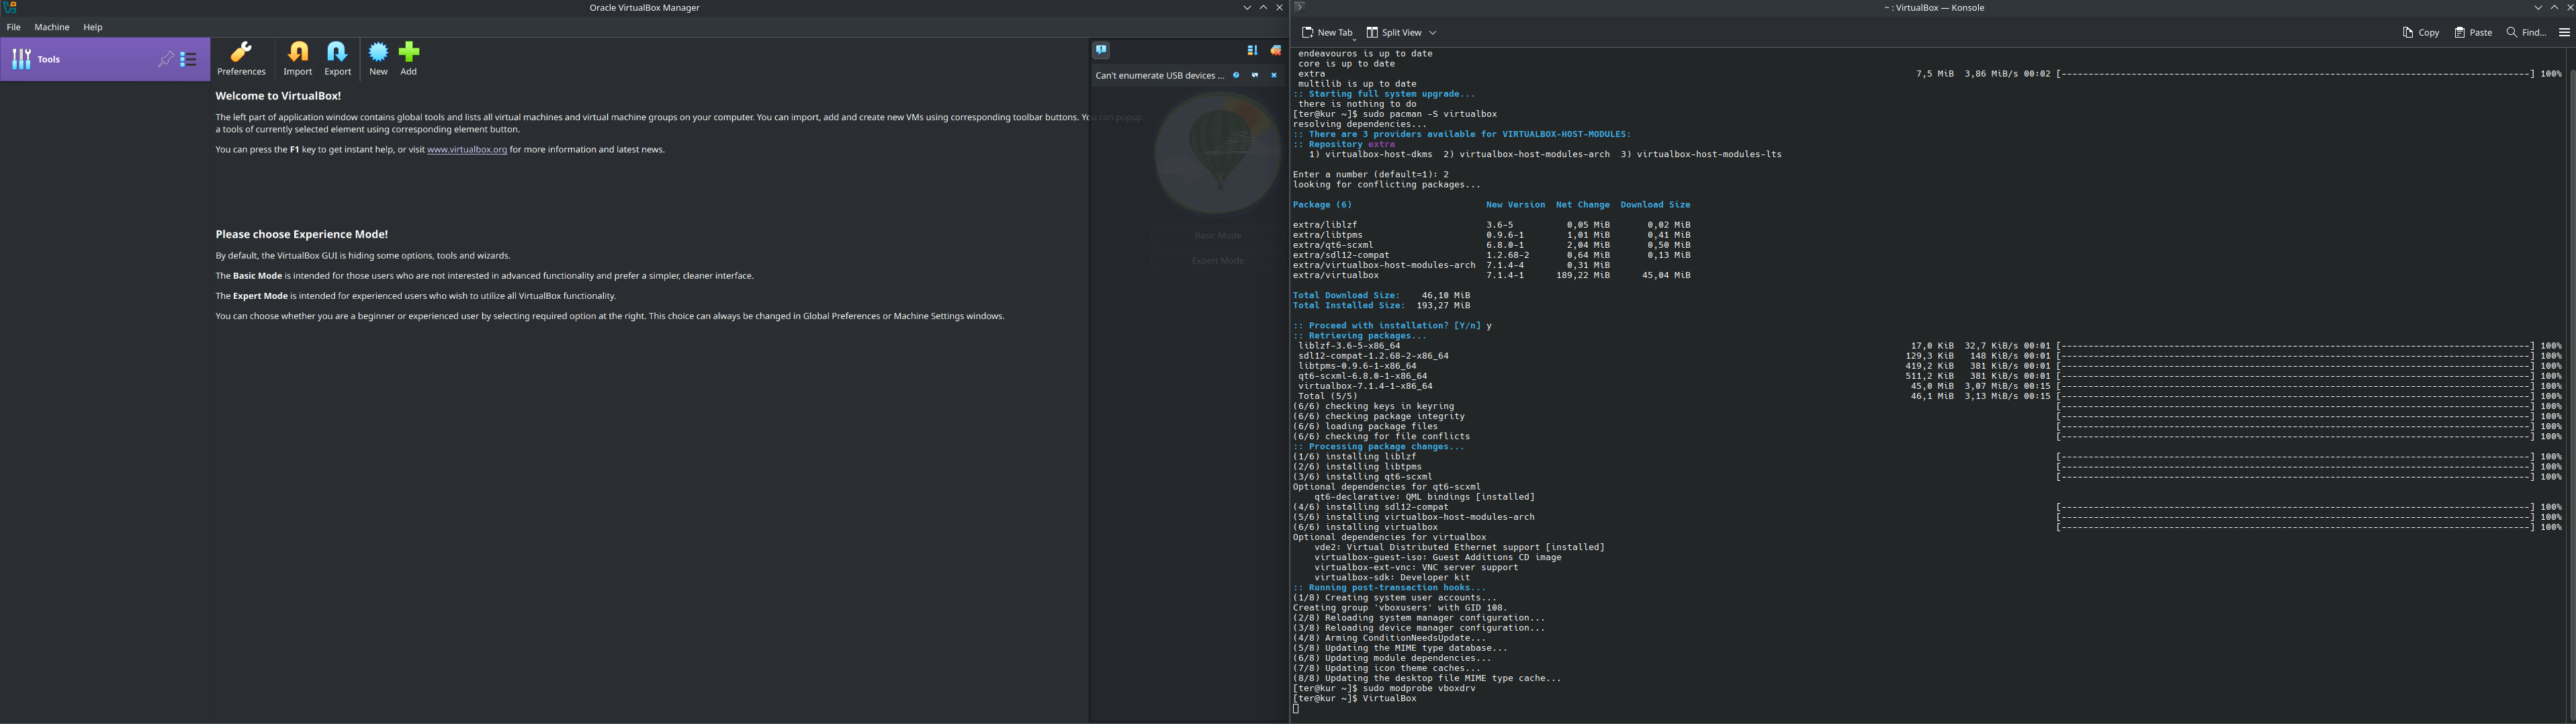 Oracle VirtualBox Manager
File Machine Help
Tools
Preferences Import Export New Add
Can't enumerate USB devices ...
Welcome to VirtualBox!
The left part of application window contains global tools and lists all virtual machines and virtual machine groups on your computer. You can import, add and create new VMs using corresponding toolbar buttons. You can popup
a tools of currently selected element using corresponding element button.
You can press the F1 key to get instant help, or visit www.virtualbox.org for more information and latest news.
Please choose Experience Mode!
By default, the VirtualBox GUI is hiding some options, tools and wizards.
The Basic Mode is intended for those users who are not interested in advanced functionality and prefer a simpler, cleaner interface.
The Expert Mode is intended for experienced users who wish to utilize all VirtualBox functionality.
You can choose whether you are a beginner or experienced user by selecting required option at the right. This choice can always be changed in Global Preferences or Machine Settings windows.
Basic Mode
Expert Mode
~ : VirtualBox — Konsole
New Tab Split View Copy Paste Find...
endeavouros is up to date
core is up to date
extra 7,5 MiB 3,86 MiB/s 00:02 [----------------------------------------------------------------------------------------] 100%
multilib is up to date
:: Starting full system upgrade...
there is nothing to do
[ter@kur ~]$ sudo pacman -S virtualbox
resolving dependencies...
:: There are 3 providers available for VIRTUALBOX-HOST-MODULES:
:: Repository extra
1) virtualbox-host-dkms 2) virtualbox-host-modules-arch 3) virtualbox-host-modules-lts
Enter a number (default=1): 2
looking for conflicting packages...
Package (6) New Version Net Change Download Size
extra/liblzf 3.6-5 0,05 MiB 0,02 MiB
extra/libtpms 0.9.6-1 1,01 MiB 0,41 MiB
extra/qt6-scxml 6.8.0-1 2,04 MiB 0,50 MiB
extra/sdl12-compat 1.2.68-2 0,64 MiB 0,13 MiB
extra/virtualbox-host-modules-arch 7.1.4-4 0,31 MiB
extra/virtualbox 7.1.4-1 189,22 MiB 45,04 MiB
Total Download Size: 46,10 MiB
Total Installed Size: 193,27 MiB
:: Proceed with installation? [Y/n] y
:: Retrieving packages...
liblzf-3.6-5-x86_64 17,0 KiB 32,7 KiB/s 00:01 [----------------------------------------------------------------------------------------] 100%
sdl12-compat-1.2.68-2-x86_64 129,3 KiB 148 KiB/s 00:01 [----------------------------------------------------------------------------------------] 100%
libtpms-0.9.6-1-x86_64 419,2 KiB 381 KiB/s 00:01 [----------------------------------------------------------------------------------------] 100%
qt6-scxml-6.8.0-1-x86_64 511,2 KiB 381 KiB/s 00:01 [----------------------------------------------------------------------------------------] 100%
virtualbox-7.1.4-1-x86_64 45,0 MiB 3,07 MiB/s 00:15 [----------------------------------------------------------------------------------------] 100%
Total (5/5) 46,1 MiB 3,13 MiB/s 00:15 [----------------------------------------------------------------------------------------] 100%
(6/6) checking keys in keyring [----------------------------------------------------------------------------------------] 100%
(6/6) checking package integrity [----------------------------------------------------------------------------------------] 100%
(6/6) loading package files [----------------------------------------------------------------------------------------] 100%
(6/6) checking for file conflicts [----------------------------------------------------------------------------------------] 100%
:: Processing package changes...
(1/6) installing liblzf [----------------------------------------------------------------------------------------] 100%
(2/6) installing libtpms [----------------------------------------------------------------------------------------] 100%
(3/6) installing qt6-scxml [----------------------------------------------------------------------------------------] 100%
Optional dependencies for qt6-scxml
qt6-declarative: QML bindings [installed]
(4/6) installing sdl12-compat [----------------------------------------------------------------------------------------] 100%
(5/6) installing virtualbox-host-modules-arch [----------------------------------------------------------------------------------------] 100%
(6/6) installing virtualbox [----------------------------------------------------------------------------------------] 100%
Optional dependencies for virtualbox
vde2: Virtual Distributed Ethernet support [installed]
virtualbox-guest-iso: Guest Additions CD image
virtualbox-ext-vnc: VNC server support
virtualbox-sdk: Developer kit
:: Running post-transaction hooks...
(1/8) Creating system user accounts...
Creating group 'vboxusers' with GID 108.
(2/8) Reloading system manager configuration...
(3/8) Reloading device manager configuration...
(4/8) Arming ConditionNeedsUpdate...
(5/8) Updating the MIME type database...
(6/8) Updating module dependencies...
(7/8) Updating icon theme caches...
(8/8) Updating the desktop file MIME type cache...
[ter@kur ~]$ sudo modprobe vboxdrv
[ter@kur ~]$ VirtualBox